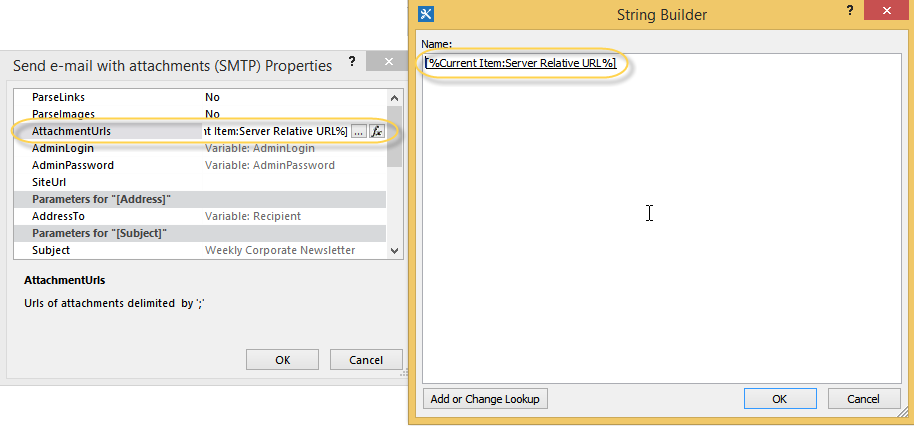 Send e-mail with attachments (SMTP) Properties
?
ParseLinks No
ParseImages No
AttachmentUrls nt Item:Server Relative URL%] ... fx
AdminLogin Variable: AdminLogin
AdminPassword Variable: AdminPassword
SiteUrl
Parameters for "[Address]"
AddressTo Variable: Recipient
Parameters for "[Subject]"
Subject Weekly Corporate Newsletter
AttachmentUrls
Urls of attachments delimited by ';'
OK Cancel
String Builder
?
Name:
[%Current Item:Server Relative URL%]
Add or Change Lookup OK Cancel